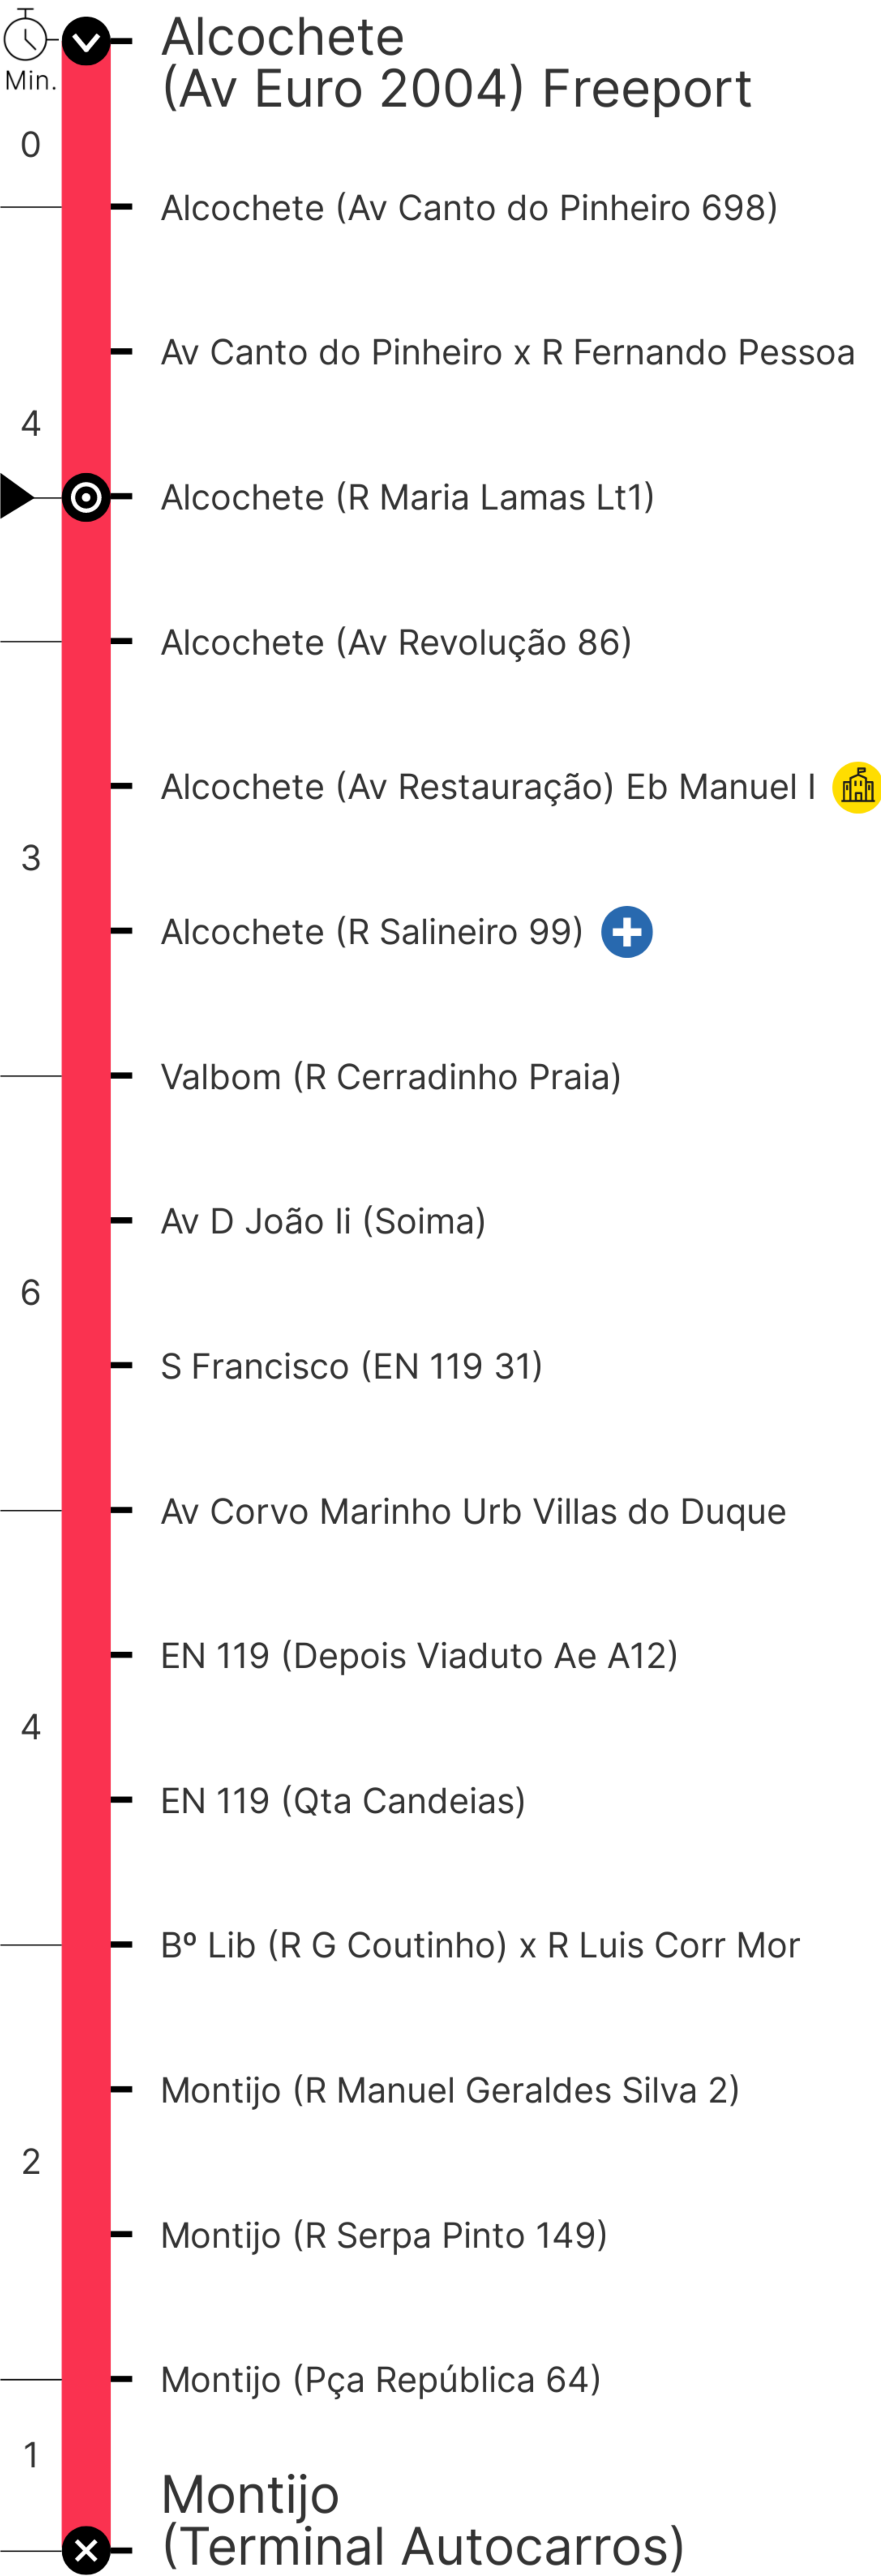 Alcochete
(Av Euro 2004) Freeport
Min.
0
Alcochete (Av Canto do Pinheiro 698)
Av Canto do Pinheiro x R Fernando Pessoa
4
Alcochete (R Maria Lamas Lt1)
Alcochete (Av Revolução 86)
Alcochete (Av Restauração) Eb Manuel I
3
Alcochete (R Salineiro 99)
Valbom (R Cerradinho Praia)
Av D João Ii (Soima)
6
S Francisco (EN 119 31)
Av Corvo Marinho Urb Villas do Duque
EN 119 (Depois Viaduto Ae A12)
4
EN 119 (Qta Candeias)
Bº Lib (R G Coutinho) x R Luis Corr Mor
Montijo (R Manuel Geraldes Silva 2)
2
Montijo (R Serpa Pinto 149)
Montijo (Pça República 64)
1
Montijo
(Terminal Autocarros)